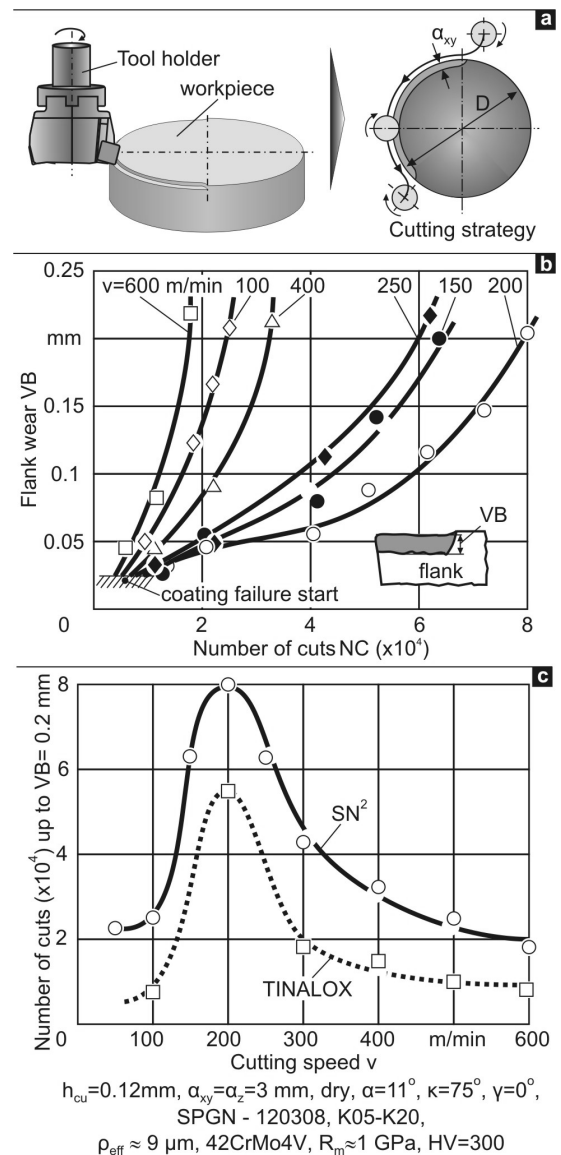 a
Tool holder
workpiece
αxy
D
Cutting strategy
b
0.25
v=600 m/min 100 400 250 150 200
mm
Flank wear VB
0.15
0.1
0.05
VB
flank
coating failure start
0 2 4 6 8
Number of cuts NC (x10⁴)
c
8
6
4
2
0
Number of cuts (x10⁴) up to VB= 0.2 mm
SN²
TINALOX
100 200 300 400 m/min 600
Cutting speed v
hcu=0.12mm, αxy=αz=3 mm, dry, α=11°, κ=75°, γ=0°,
SPGN - 120308, K05-K20,
ρeff ≈ 9 μm, 42CrMo4V, Rm≈1 GPa, HV=300